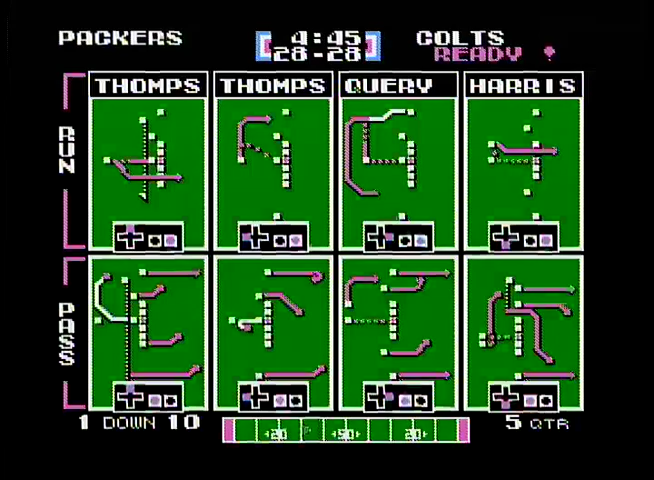 PACKERS 4:45 COLTS
28-28 READY
THOMPS THOMPS QUERY HARRIS
RUN
PASS
1 DOWN 10 5 QTR
20 50 20